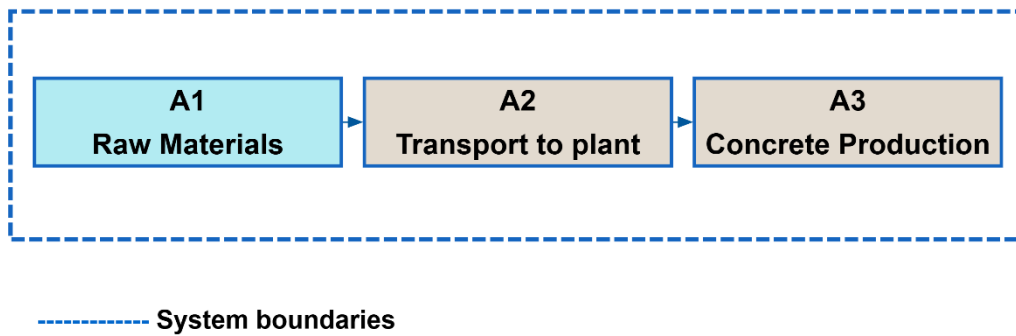 A1
Raw Materials
A2
Transport to plant
A3
Concrete Production
System boundaries